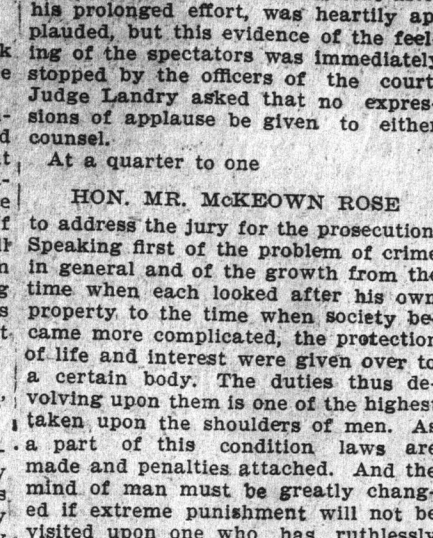 his prolonged effort, was heartily ap
plauded, but this evidence of the feel
ing of the spectators was immediately
stopped by the officers of the court
Judge Landry asked that no expres-
sions of applause be given to either
counsel.
At a quarter to one
HON. MR. McKEOWN ROSE
to address the jury for the prosecution
Speaking first of the problem of crime
in general and of the growth from the
time when each looked after his own
property to the time when society be
came more complicated, the protection
of life and interest were given over to
a certain body. The duties thus de-
volving upon them is one of the highest
taken upon the shoulders of men. As
a part of this condition laws are
made and penalties attached. And the
mind of man must be greatly chang-
ed if extreme punishment will not be
visited upon one who has ruthlessly